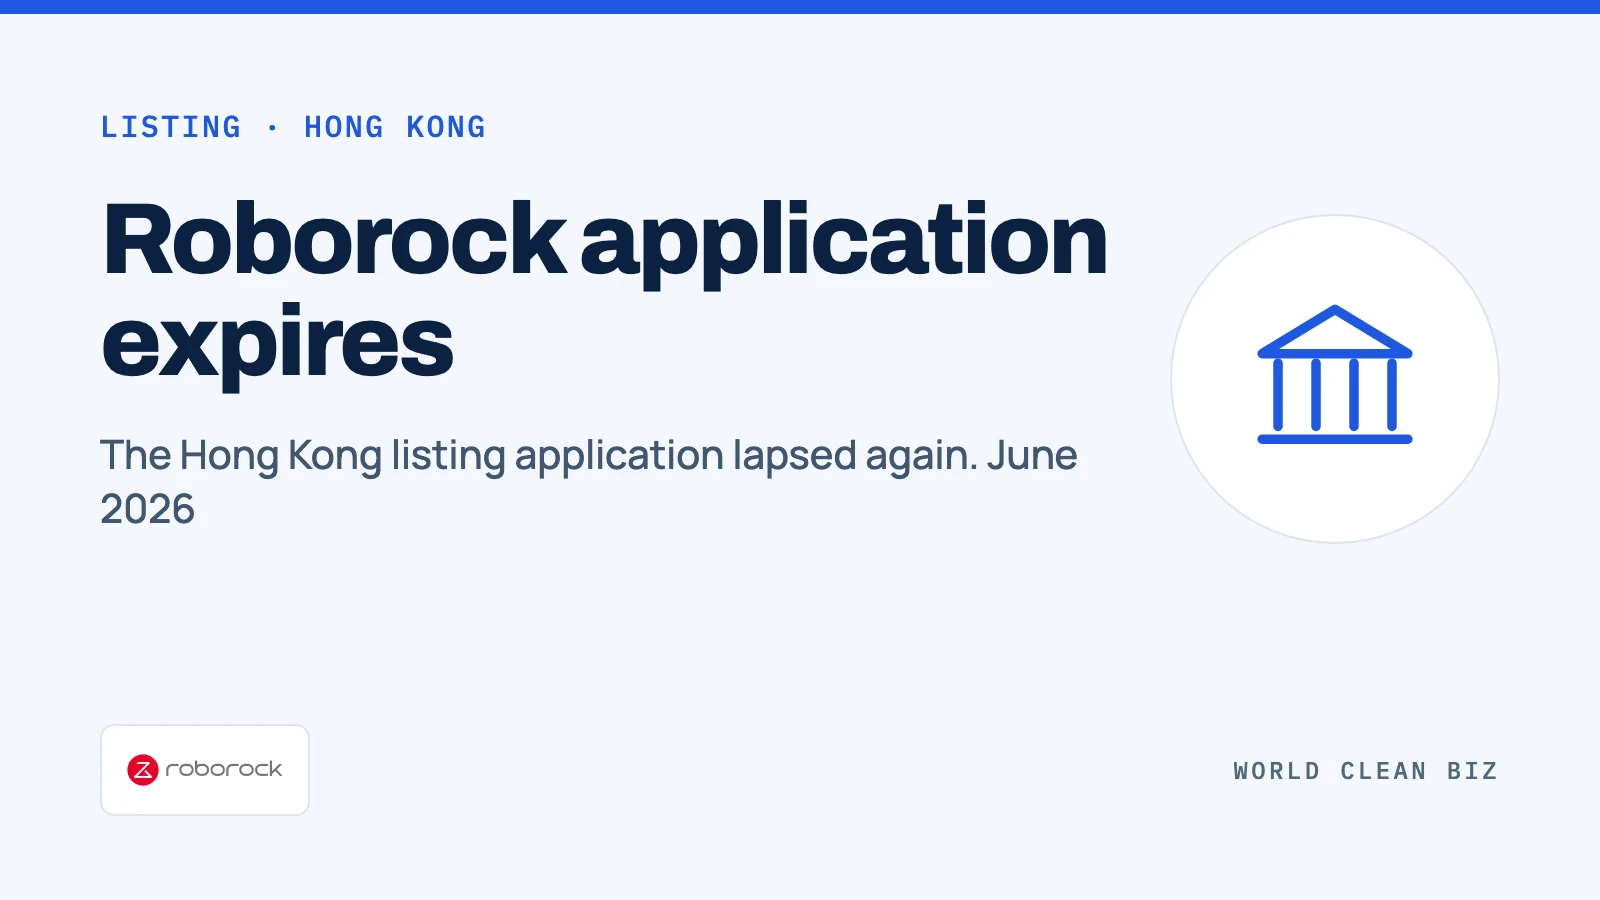 LISTING · HONG KONG
Roborock application
expires
The Hong Kong listing application lapsed again. June
2026
roborock
WORLD CLEAN BIZ